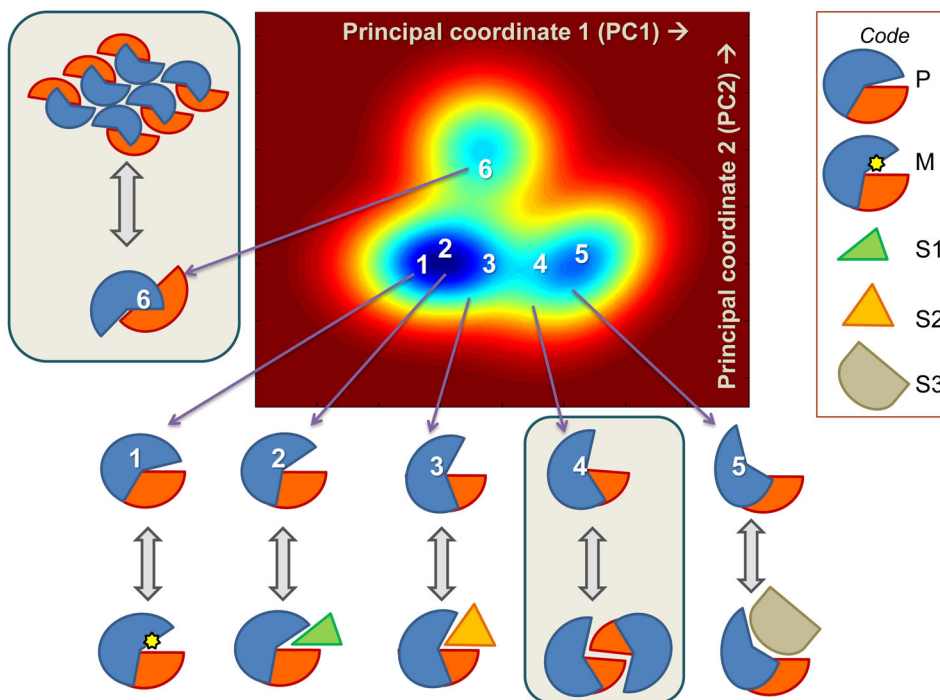 Principal coordinate 1 (PC1) →
Principal coordinate 2 (PC2) →
Code
P
M
S1
S2
S3
6
1
2
3
4
5
6
1
2
3
4
5